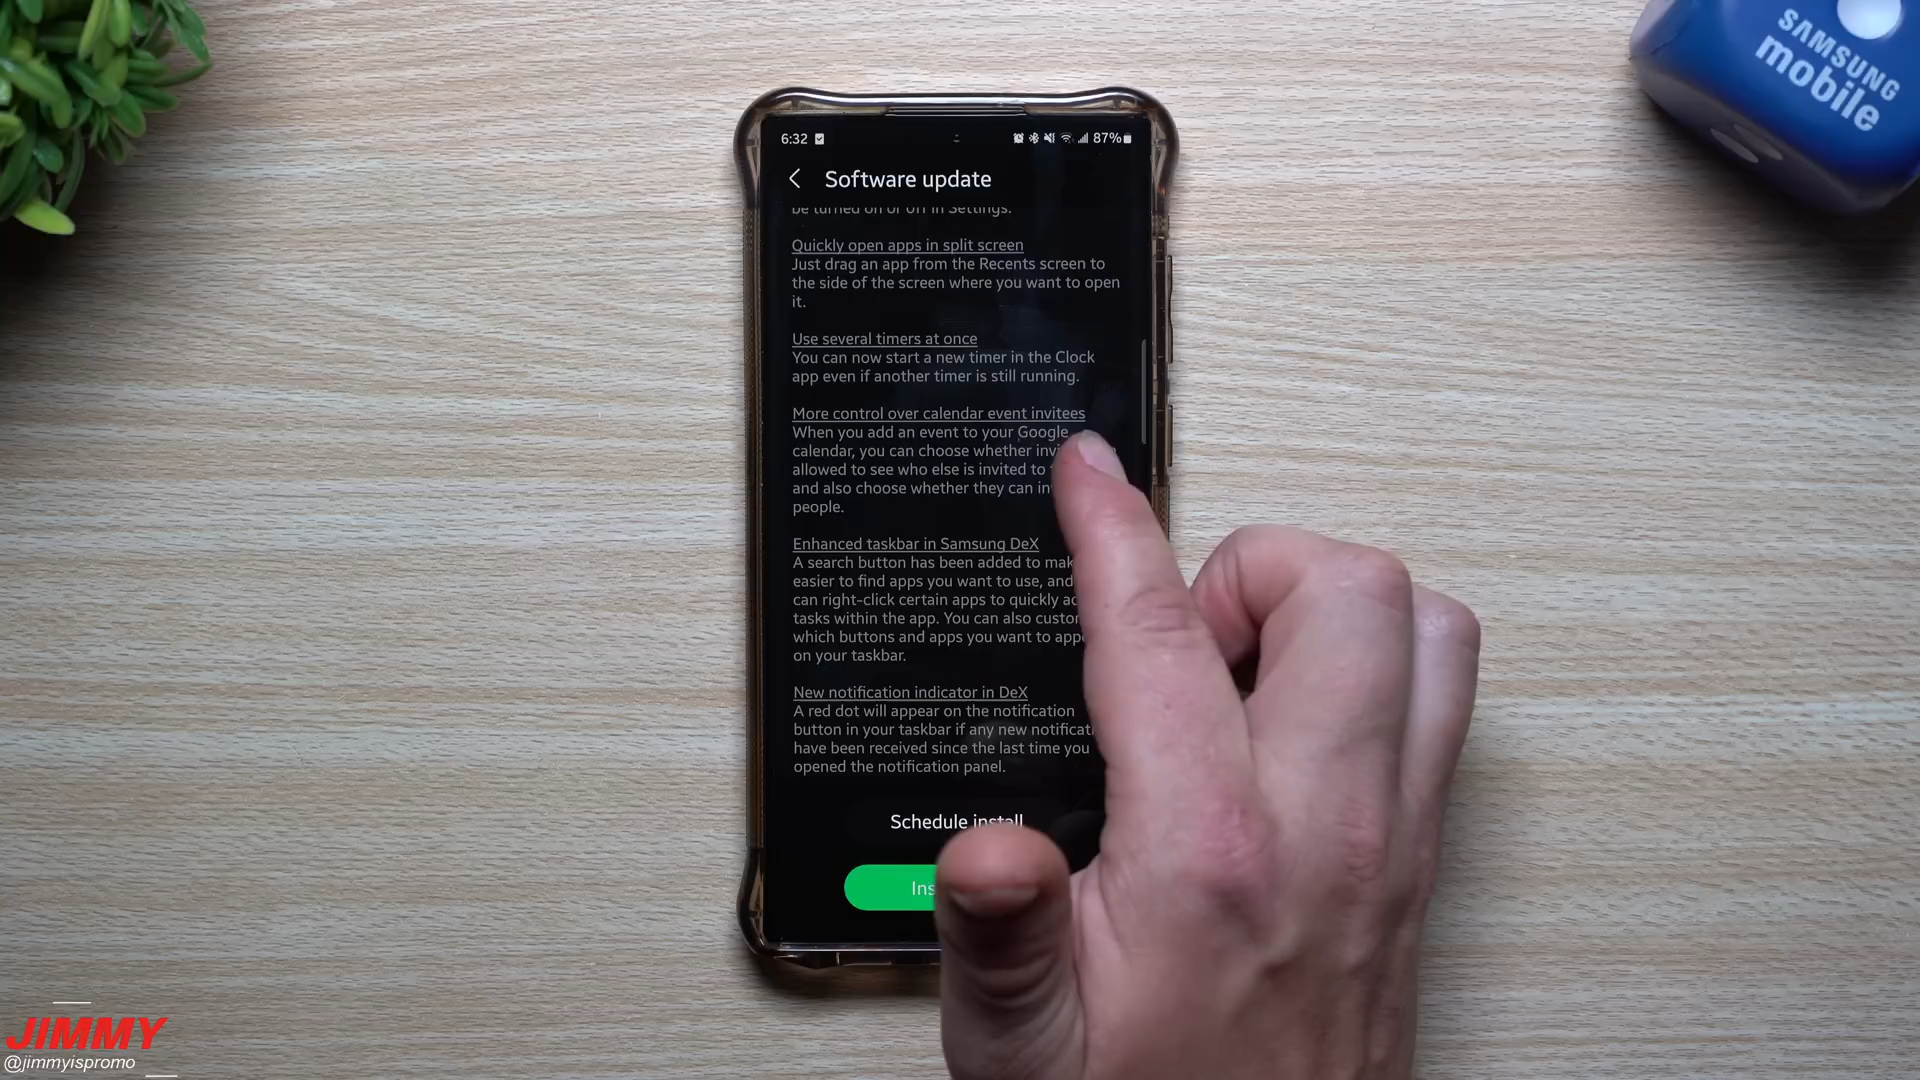 SAMSUNG
mobile
6:32
87%
Software update
be turned on or off in Settings.
Quickly open apps in split screen
Just drag an app from the Recents screen to
the side of the screen where you want to open
it.
Use several timers at once
You can now start a new timer in the Clock
app even if another timer is still running.
More control over calendar event invitees
When you add an event to your Google
calendar, you can choose whether
allowed to see who else is invited to
and also choose whether they can
people.
Enhanced taskbar in Samsung DeX
A search button has been added to
easier to find apps you want to use, and
can right-click certain apps to quickly
tasks within the app. You can also
which buttons and apps you want to
on your taskbar.
New notification indicator in DeX
A red dot will appear on the notification
button in your taskbar if any new
have been received since the last time you
opened the notification panel.
Schedule install
JIMMY
@jimmyispromo